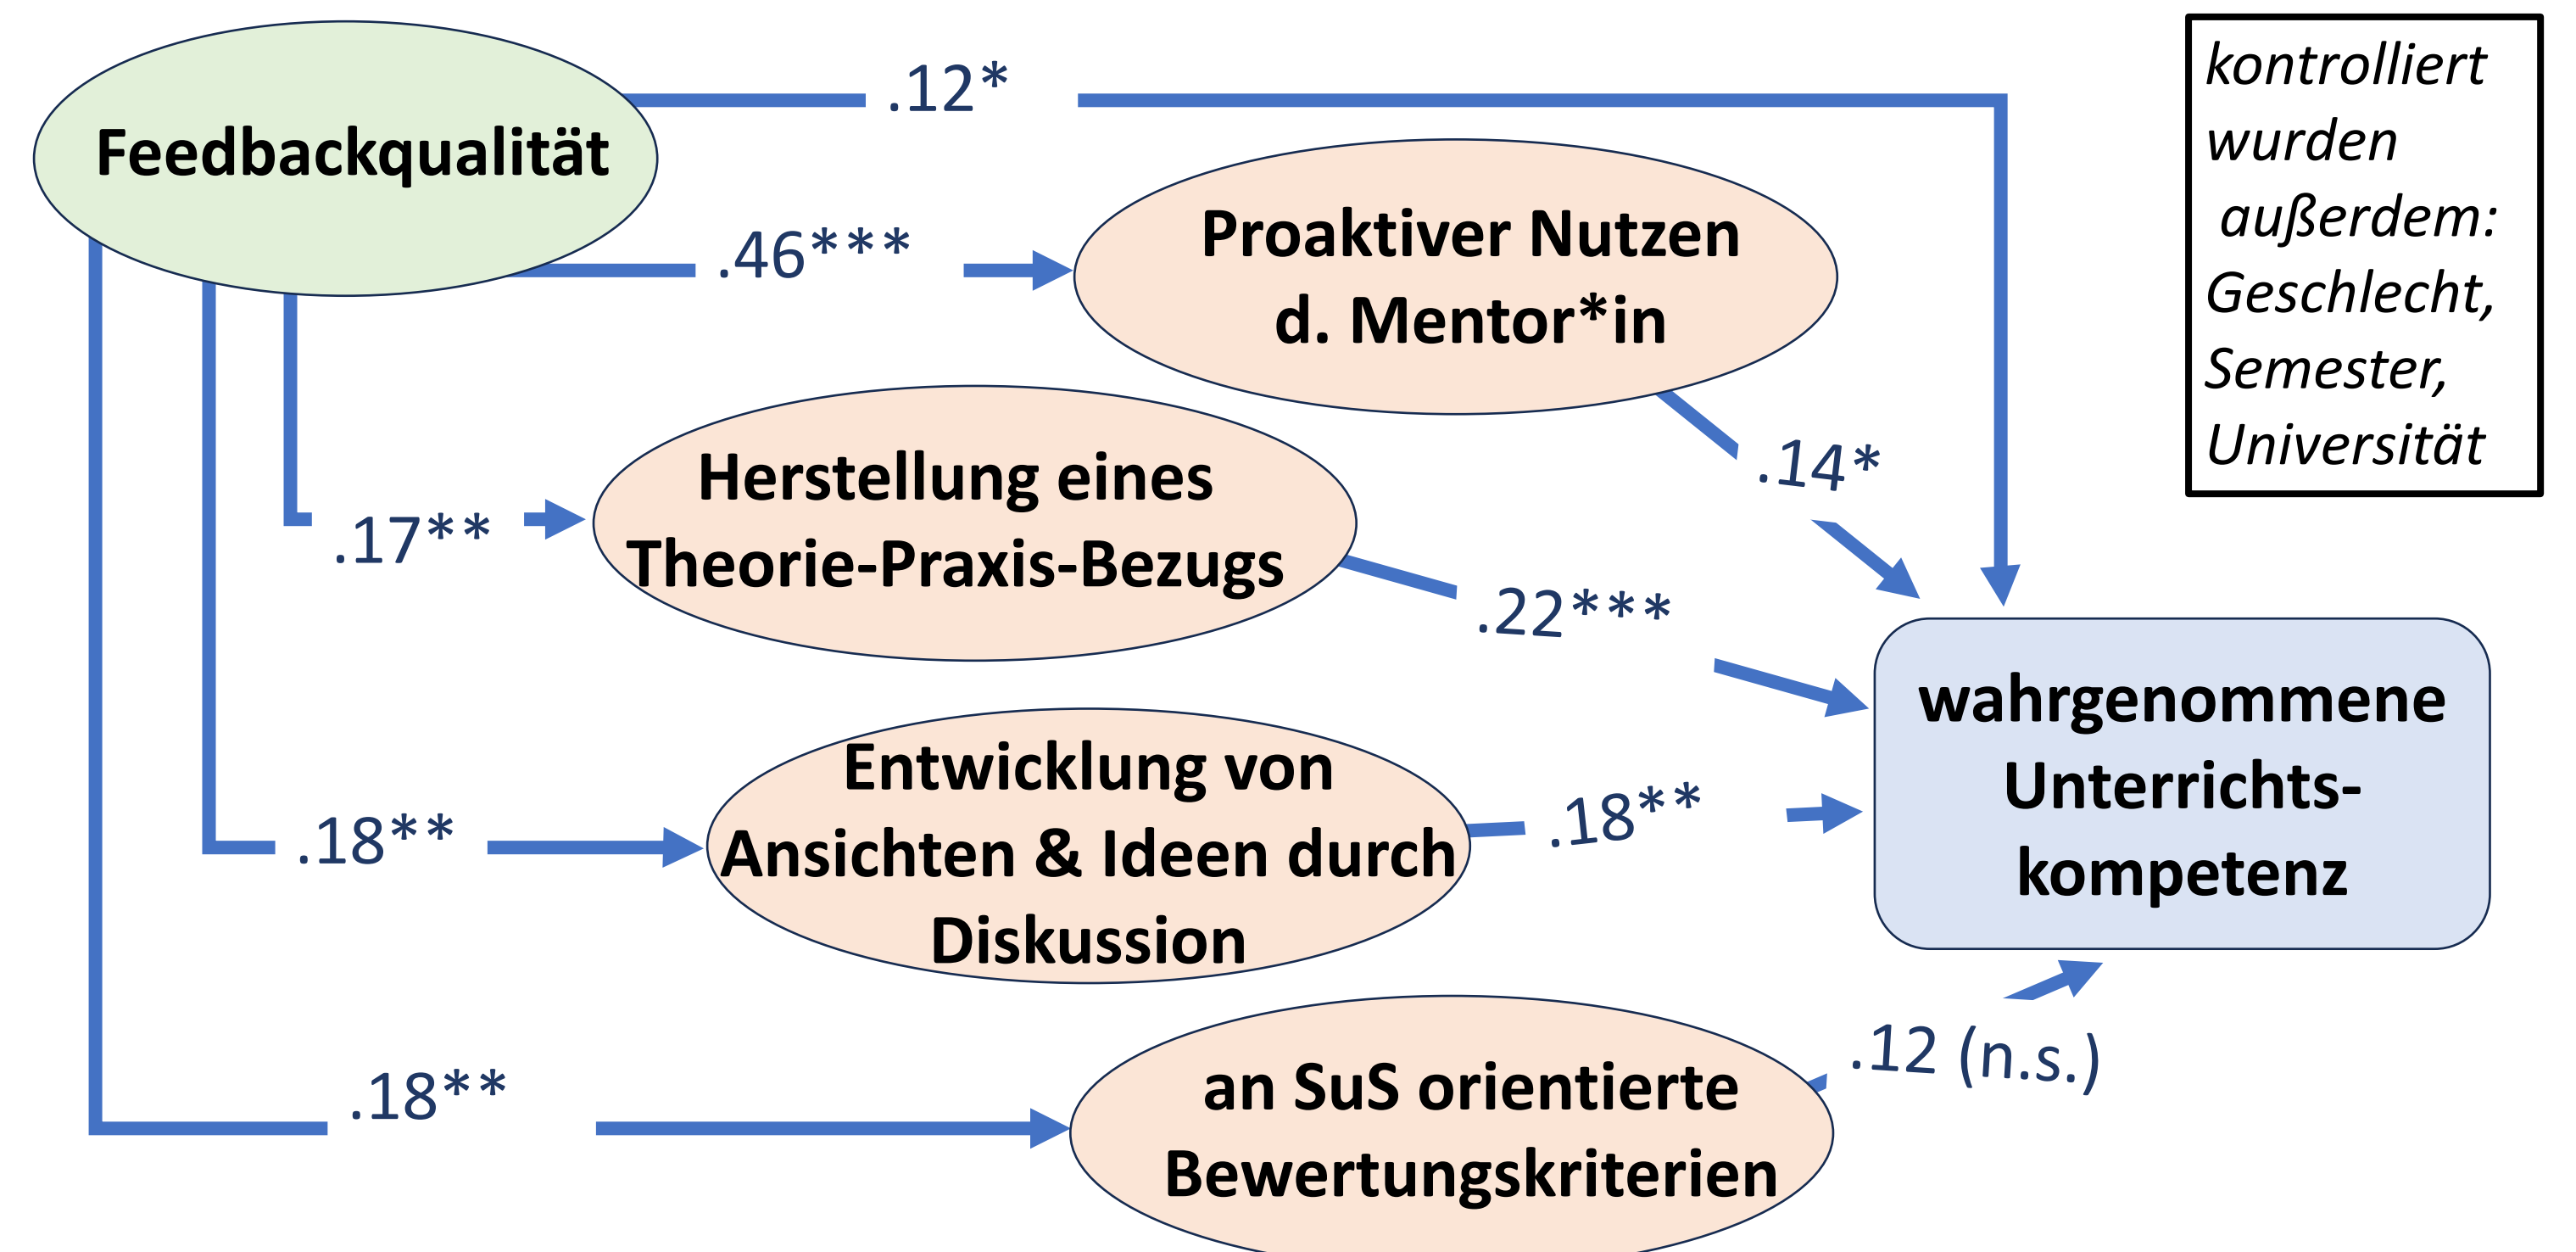 Feedbackqualität
.12*
kontrolliert
wurden
außerdem:
Geschlecht,
Semester,
Universität
.46***
Proaktiver Nutzen
d. Mentor*in
.14*
.17**
Herstellung eines
Theorie-Praxis-Bezugs
.22***
.18**
Entwicklung von
Ansichten & Ideen durch
Diskussion
.18**
wahrgenommene
Unterrichts-
kompetenz
.18**
an SuS orientierte
Bewertungskriterien
.12 (n.s.)